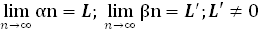 lim n→∞ αn = L; lim n→∞ βn = L′; L′ ≠ 0